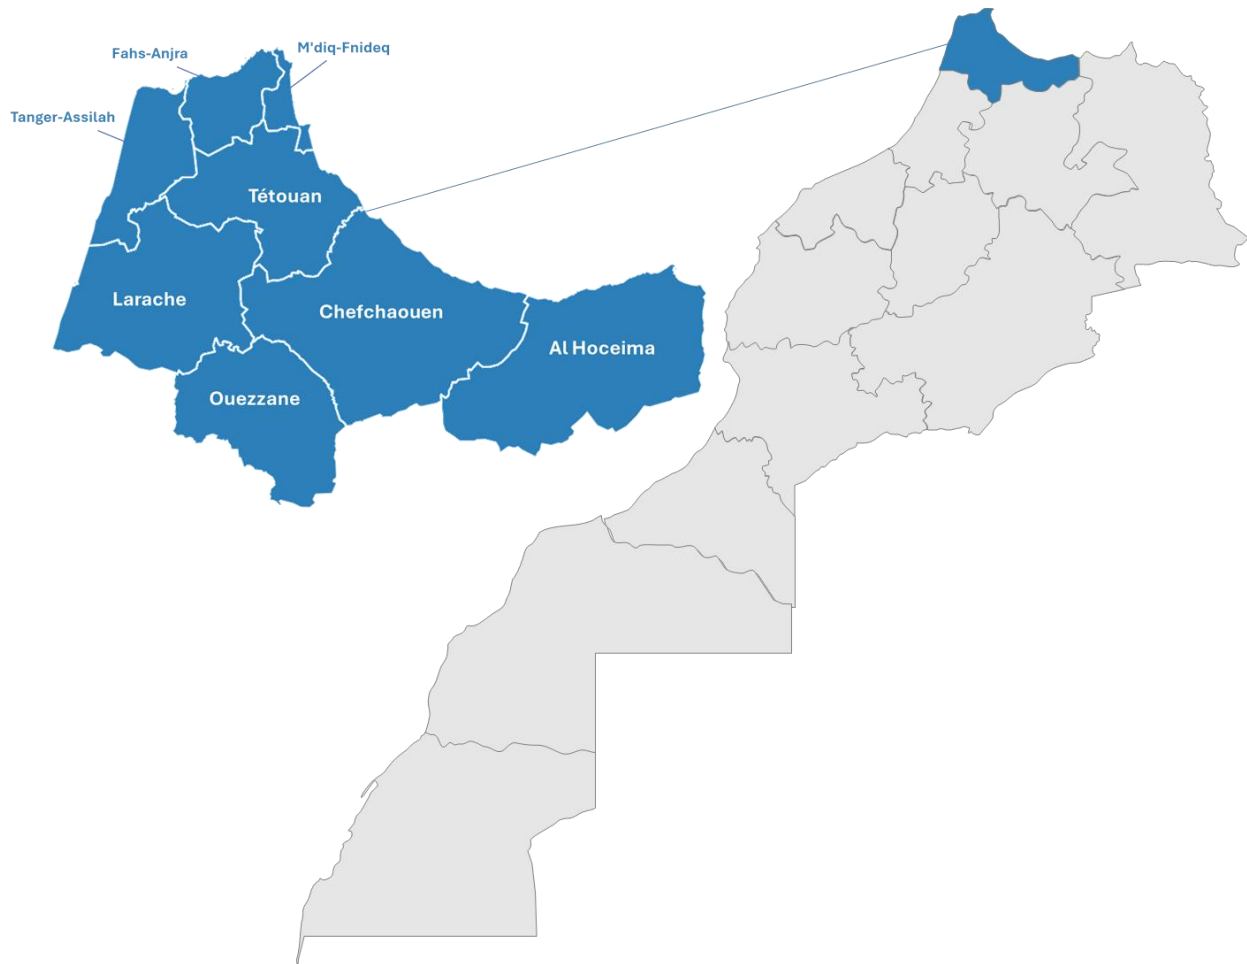 M'diq-Fnideq
Fahs-Anjra
Tanger-Assilah
Tétouan
Larache
Chefchaouen
Al Hoceima
Ouezzane